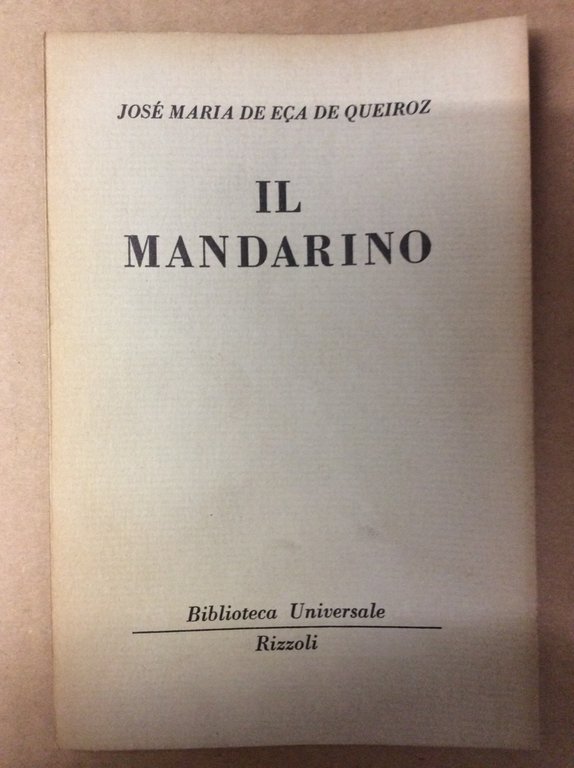 JOSÉ MARIA DE EÇA DE QUEIROZ
IL
MANDARINO
Biblioteca Universale
Rizzoli